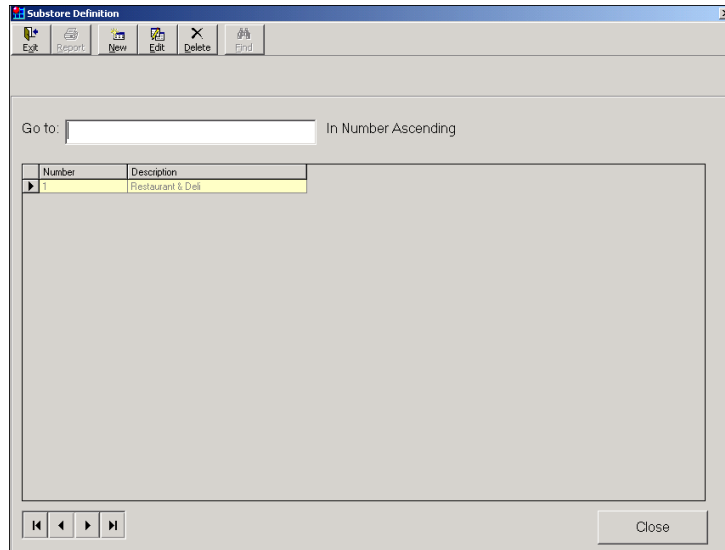 Substore Definition
Exit Report New Edit Delete Find
Go to: In Number Ascending
Number Description
1 Restaurant & Deli
Close